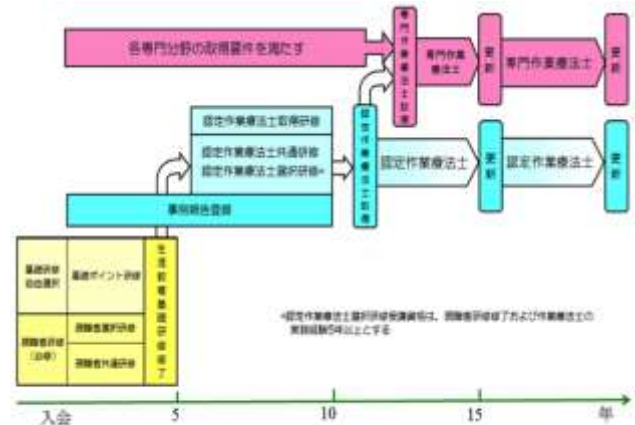 各専門分野の取得要件を満たす
専門作業療法士取得
専門作業
療法士
更新
専門作業療法士
更新
認定作業療法士取得研修
認定作業療法士共通研修
認定作業療法士選択研修*
認定作業療法士取得
認定作業療法士
更新
認定作業療法士
更新
事例報告登録
基礎研修
自由選択
基礎ポイント研修
生涯教育基礎研修修了
現職者研修
(必修)
現職者選択研修
現職者共通研修
*認定作業療法士選択研修受講資格は、現職者研修修了および作業療法士の
実践経験5年以上とする
入会
5
10
15
年